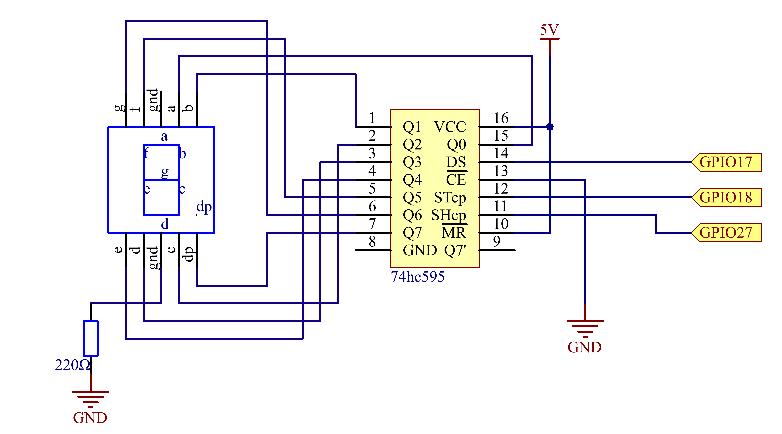 5V
g
f
gnd
a
b
a
f
b
g
e
c
dp
d
e
d
gnd
c
dp
220Ω
GND
1
2
3
4
5
6
7
8
Q1 VCC
Q2 Q0
Q3 DS
Q4 CE
Q5 STcp
Q6 SHcp
Q7 MR
GND Q7'
74hc595
16
15
14
13
12
11
10
9
GPIO17
GPIO18
GPIO27
GND